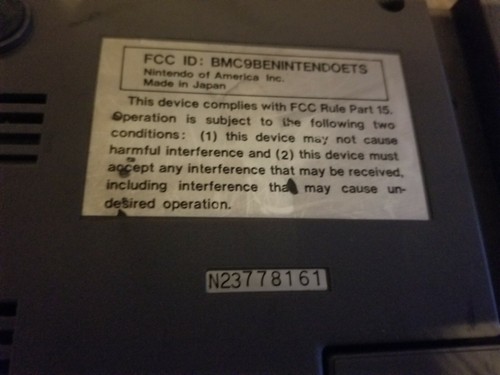 FCC ID: BMC9BENINTENDOETS
Nintendo of America Inc.
Made in Japan
This device complies with FCC Rule Part 15.
Operation is subject to the following two
conditions: (1) this device may not cause
harmful interference and (2) this device must
accept any interference that may be received,
including interference that may cause un-
desired operation.
N23778161